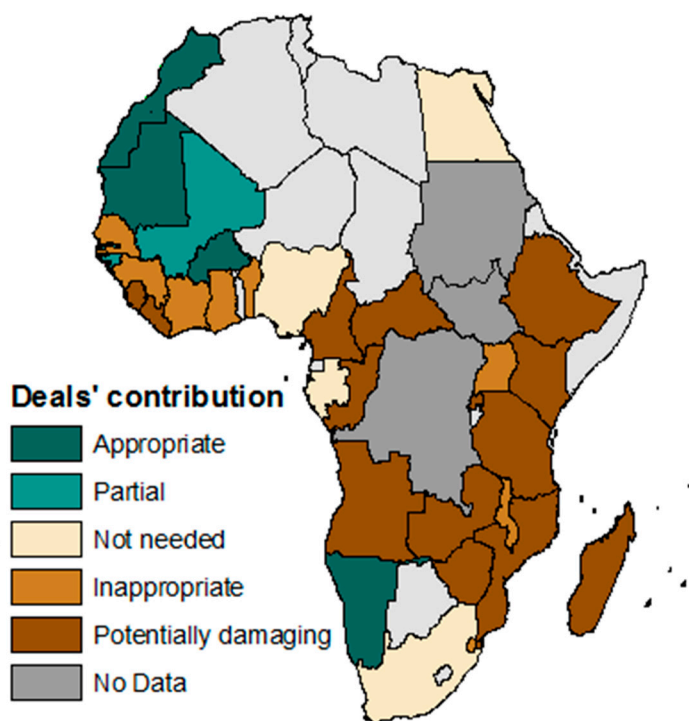 Deals' contribution
Appropriate
Partial
Not needed
Inappropriate
Potentially damaging
No Data